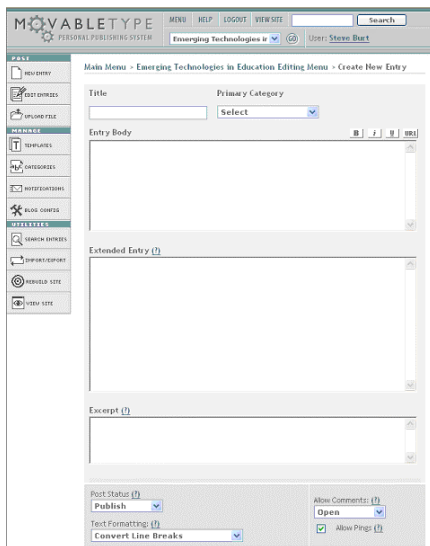 MOVABLETYPE
PERSONAL PUBLISHING SYSTEM
MENU HELP LOGOUT VIEW SITE Search
Emerging Technologies ir GO User: Steve Burt
POST
NEW ENTRY
EDIT ENTRIES
UPLOAD FILE
MANAGE
TEMPLATES
CATEGORIES
NOTIFICATIONS
BLOG CONFIG
UTILITIES
SEARCH ENTRIES
IMPORT/EXPORT
REBUILD SITE
VIEW SITE
Main Menu > Emerging Technologies in Education Editing Menu > Create New Entry
Title Primary Category
Select
Entry Body B i U URL
Extended Entry (?)
Excerpt (?)
Post Status (?)
Publish
Allow Comments: (?)
Open
Text Formatting: (?)
Convert Line Breaks
Allow Pings (?)